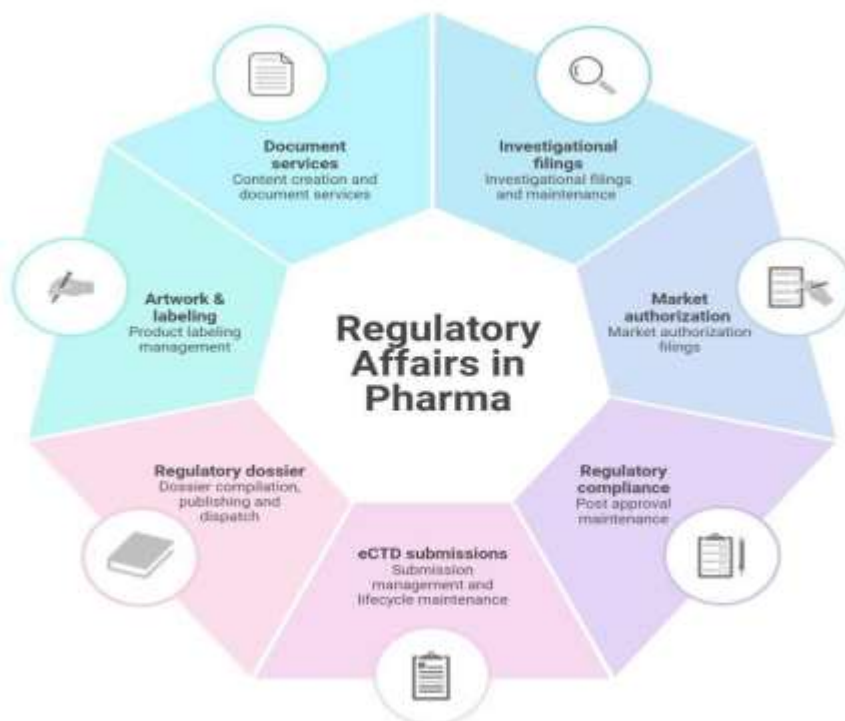 Document
services
Content creation and
document services
Investigational
filings
Investigational filings
and maintenance
Artwork &
labeling
Product labeling
management
Regulatory
Affairs in
Pharma
Market
authorization
Market authorization
filings
Regulatory dossier
Dossier compilation,
publishing and
dispatch
eCTD submissions
Submission
management and
lifecycle maintenance
Regulatory
compliance
Post approval
maintenance